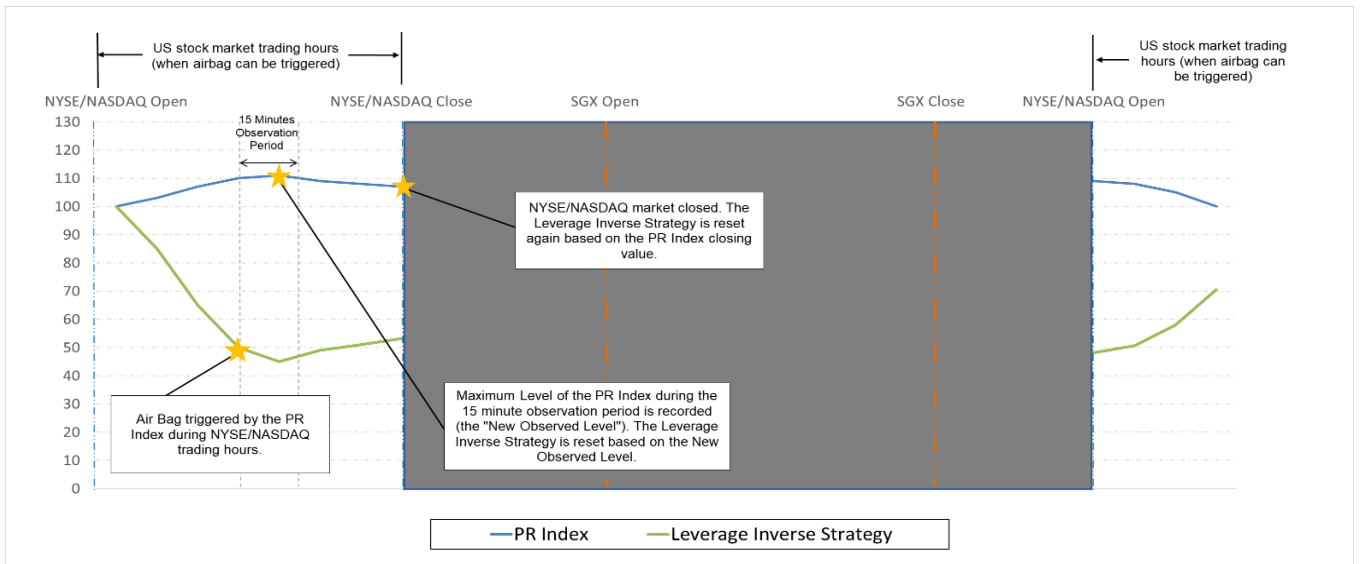 US stock market trading hours
(when airbag can be triggered)
US stock market trading
hours (when airbag can
be triggered)
NYSE/NASDAQ Open
NYSE/NASDAQ Close
SGX Open
SGX Close
NYSE/NASDAQ Open
130
120
110
100
90
80
70
60
50
40
30
20
10
0
15 Minutes
Observation
Period
NYSE/NASDAQ market closed. The
Leverage Inverse Strategy is reset
again based on the PR Index closing
value.
Air Bag triggered by the PR
Index during NYSE/NASDAQ
trading hours.
Maximum Level of the PR Index during the
15 minute observation period is recorded
(the "New Observed Level"). The Leverage
Inverse Strategy is reset based on the New
Observed Level.
PR Index
Leverage Inverse Strategy